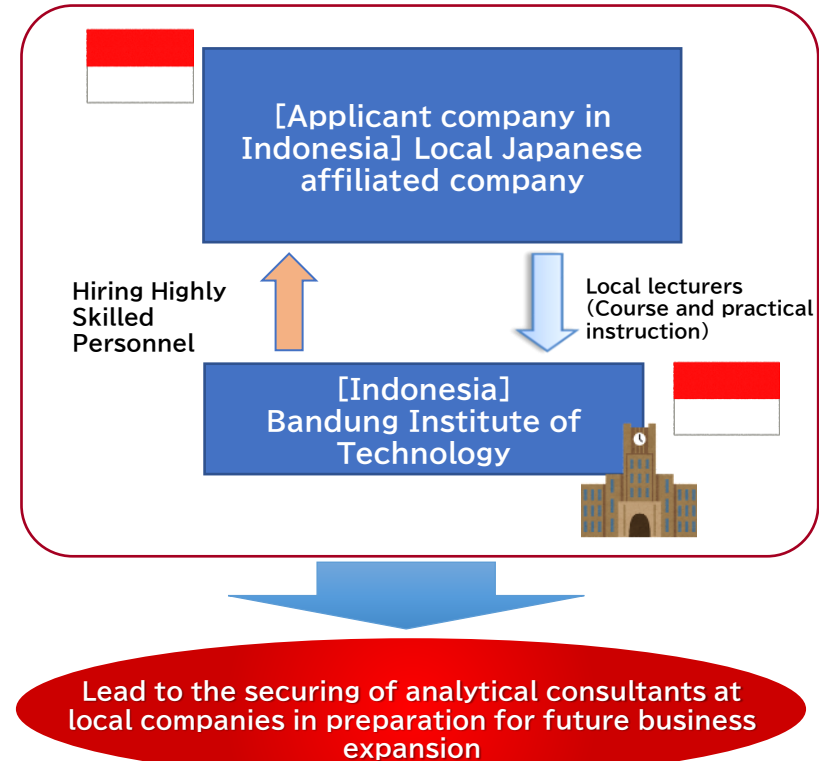 [Applicant company in
Indonesia] Local Japanese
affiliated company
Hiring Highly
Skilled
Personnel
Local lecturers
(Course and practical
instruction)
[Indonesia]
Bandung Institute of
Technology
Lead to the securing of analytical consultants at
local companies in preparation for future business
expansion